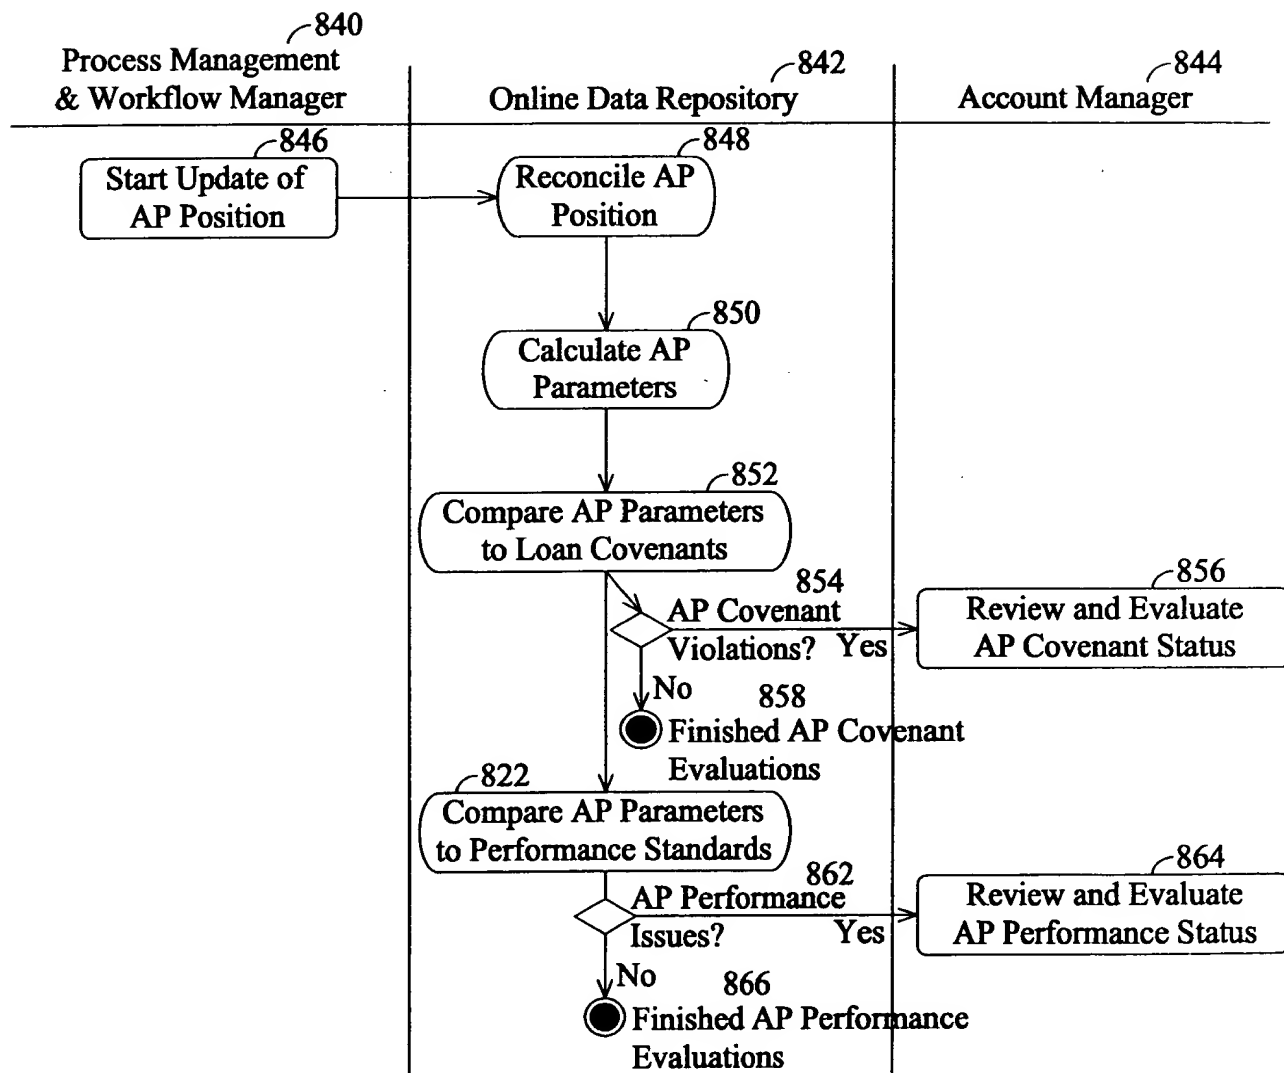 840
Process Management
& Workflow Manager
842
Online Data Repository
844
Account Manager
846
Start Update of
AP Position
848
Reconcile AP
Position
850
Calculate AP
Parameters
852
Compare AP Parameters
to Loan Covenants
854
AP Covenant
Violations? Yes
856
Review and Evaluate
AP Covenant Status
No
858
Finished AP Covenant
Evaluations
822
Compare AP Parameters
to Performance Standards
862
AP Performance
Issues? Yes
864
Review and Evaluate
AP Performance Status
No
866
Finished AP Performance
Evaluations